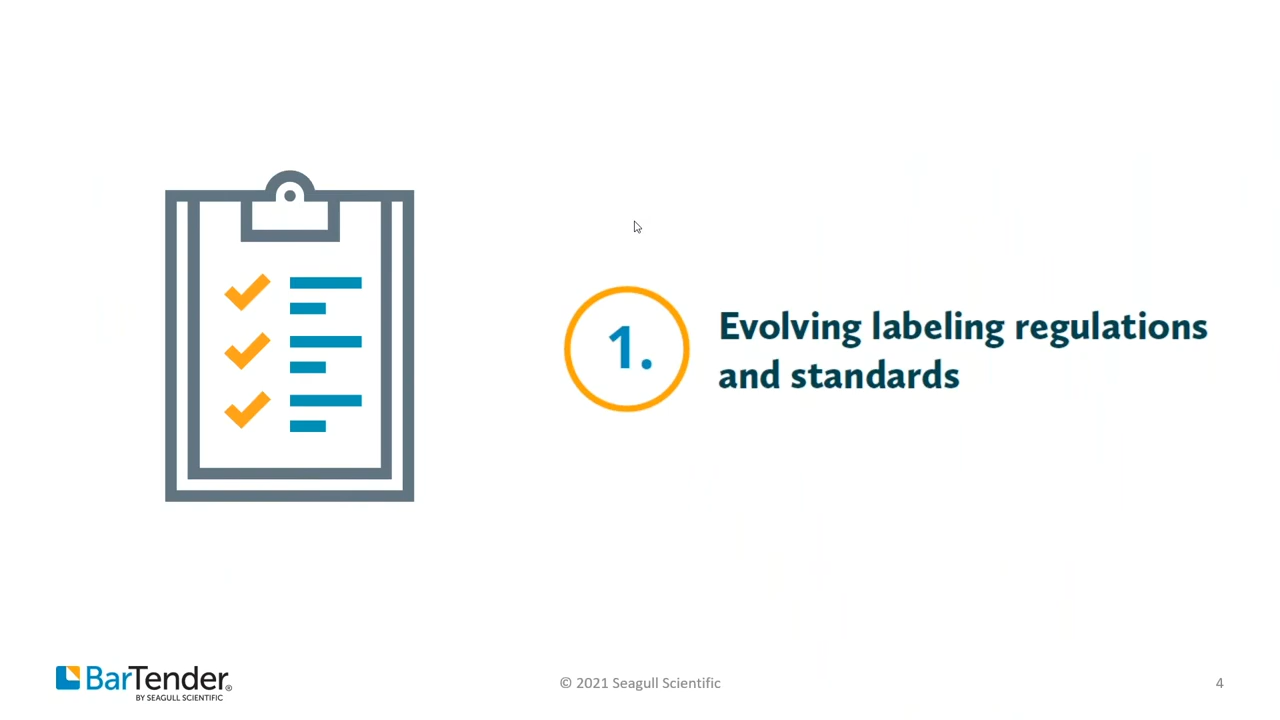 1.
Evolving labeling regulations
and standards
BarTender®
BY SEAGULL SCIENTIFIC
© 2021 Seagull Scientific
4